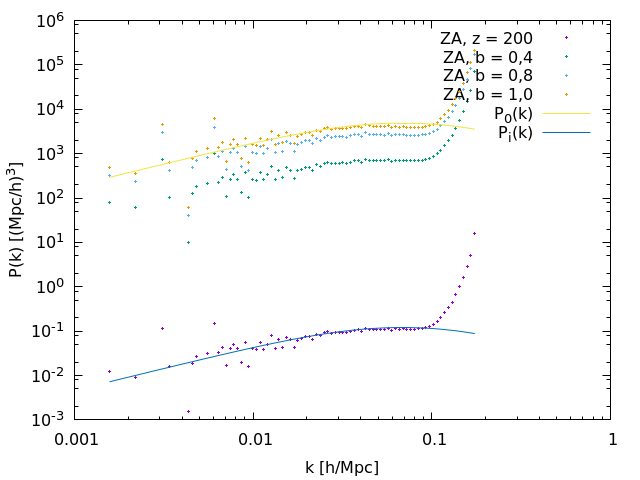 10^6
10^5
10^4
10^3
10^2
10^1
10^0
10^-1
10^-2
10^-3
P(k) [(Mpc/h)^3]
ZA, z = 200
ZA, b = 0,4
ZA, b = 0,8
ZA, b = 1,0
P_0(k)
P_i(k)
0.001 0.01 0.1 1
k [h/Mpc]